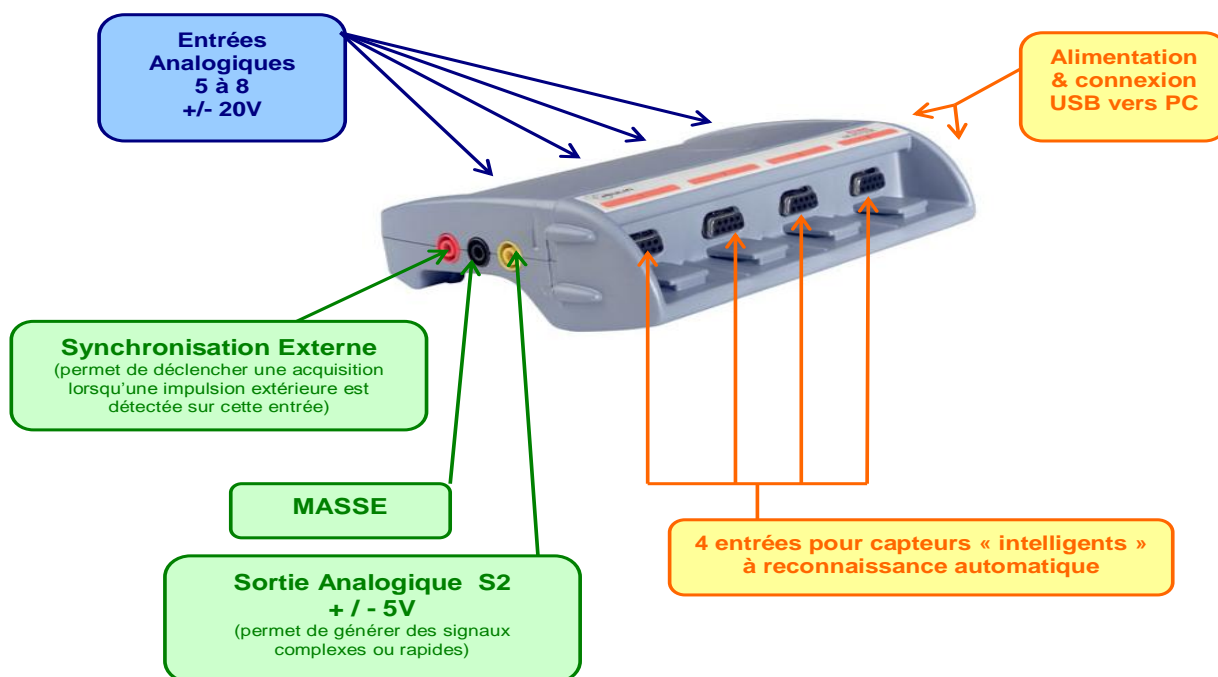 Entrées
Analogiques
5 à 8
+/- 20V
Alimentation
& connexion
USB vers PC
Synchronisation Externe
(permet de déclencher une acquisition
lorsqu'une impulsion extérieure est
détectée sur cette entrée)
MASSE
Sortie Analogique S2
+ / - 5V
(permet de générer des signaux
complexes ou rapides)
4 entrées pour capteurs « intelligents »
à reconnaissance automatique